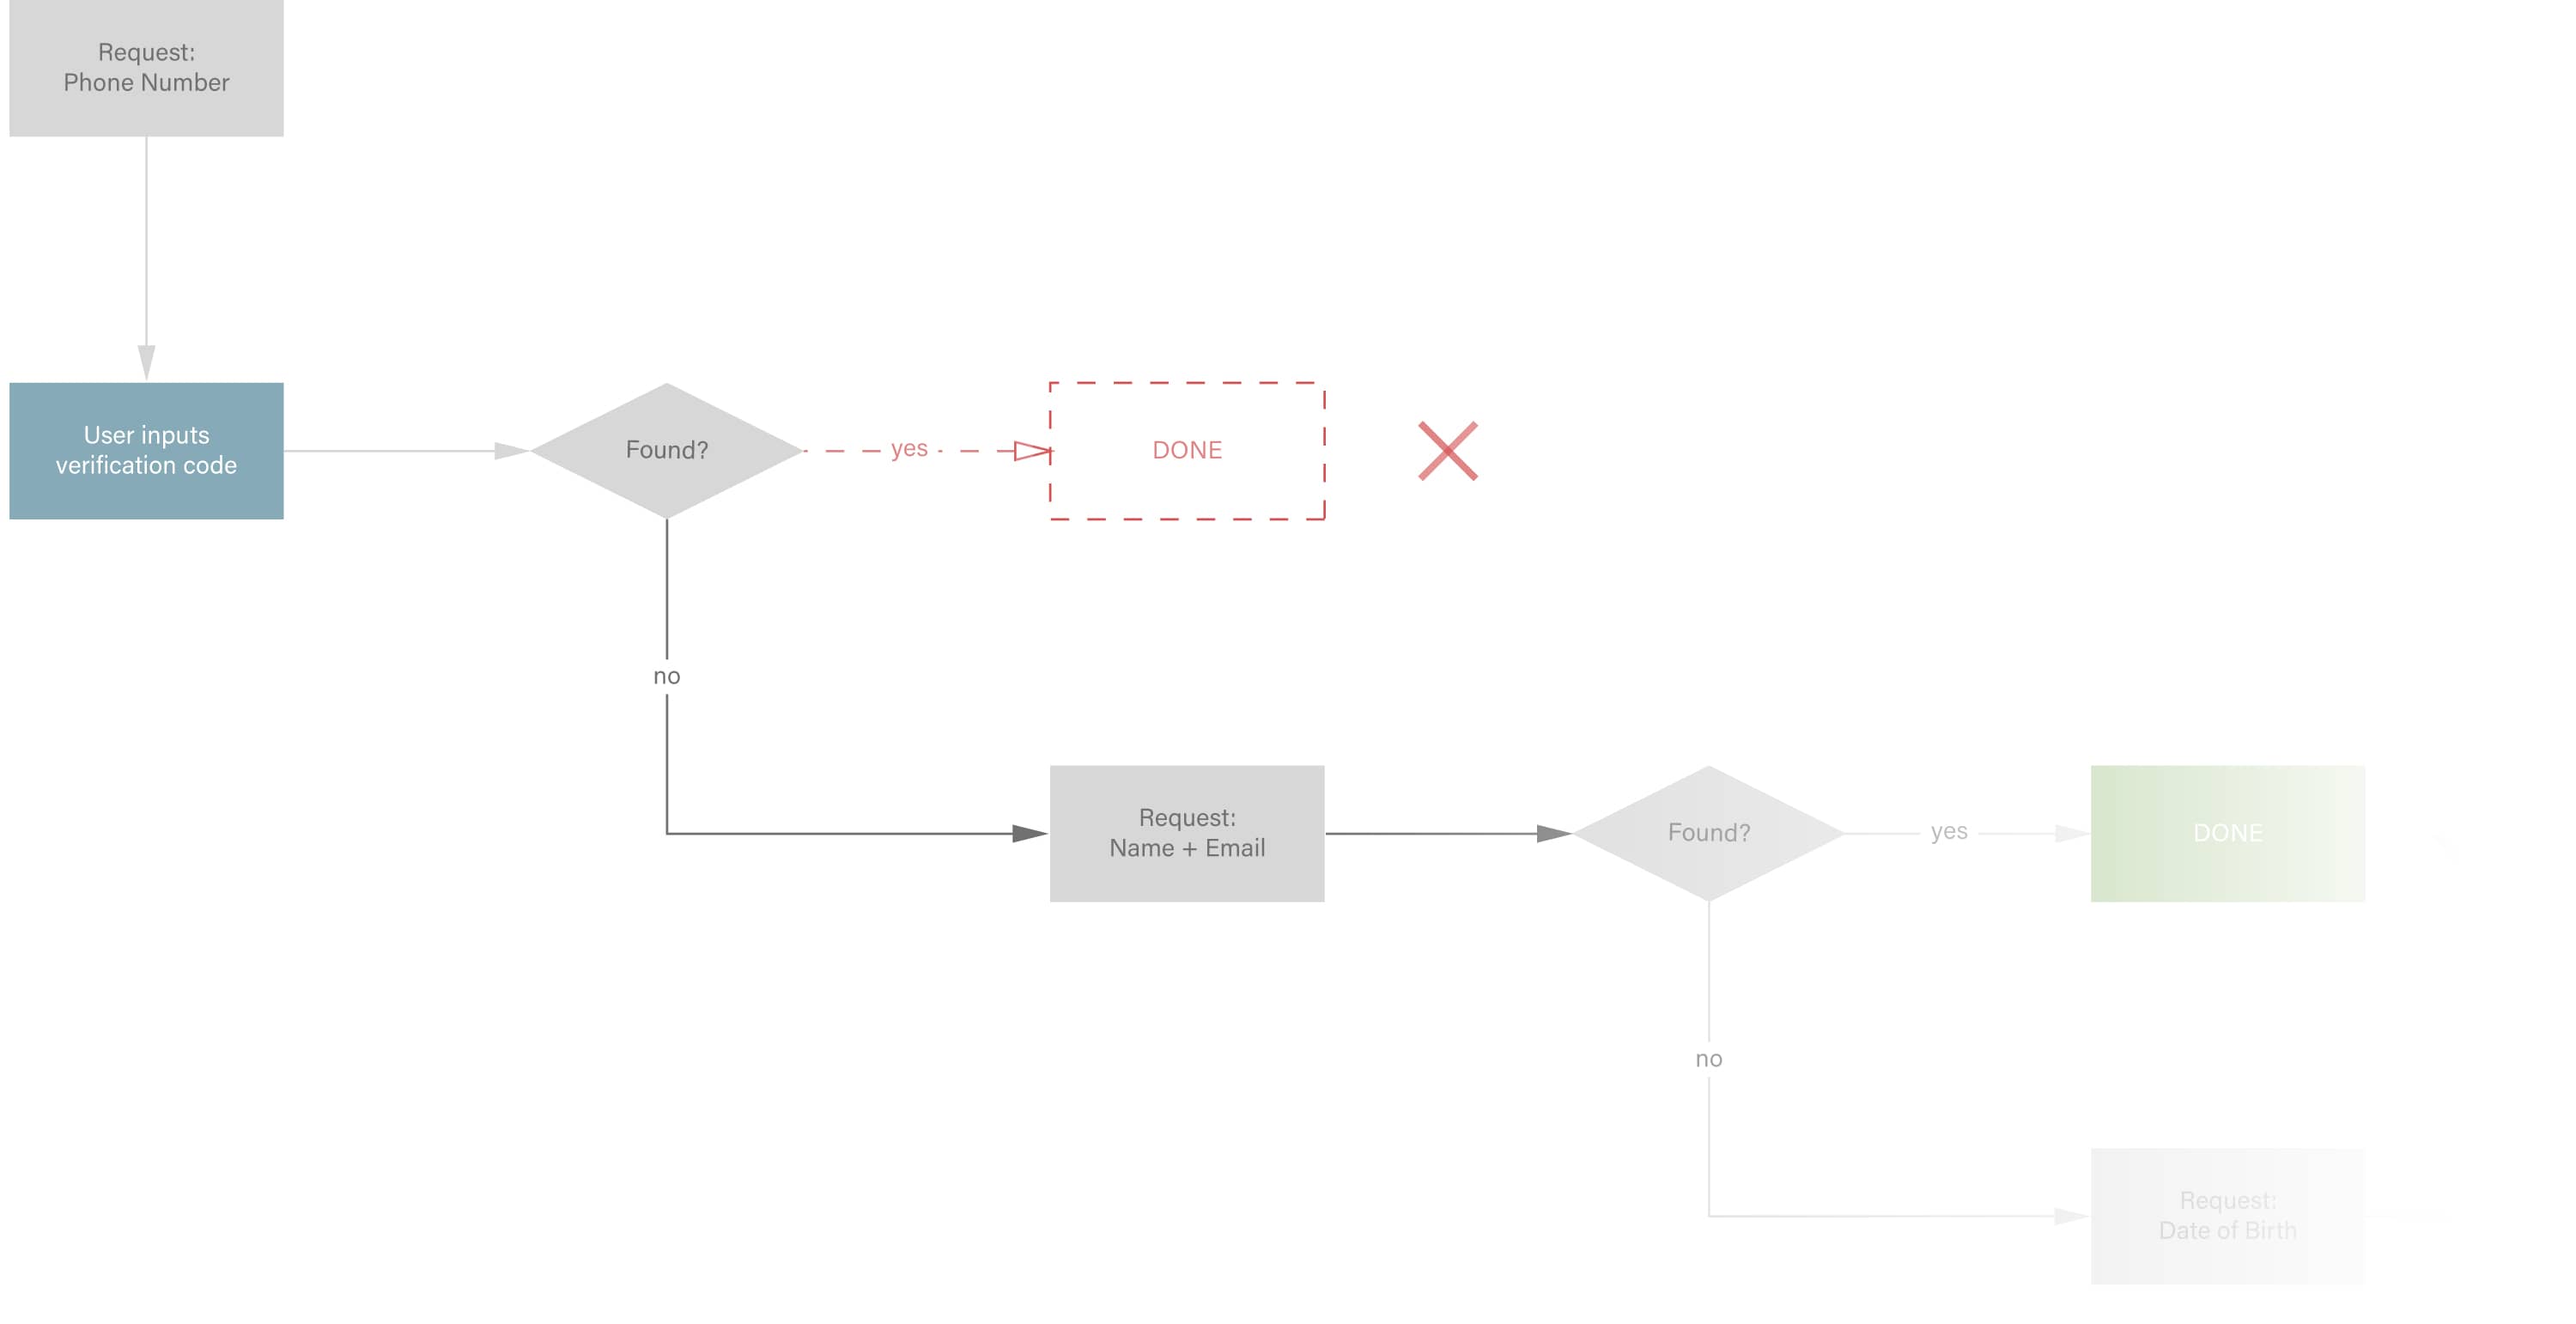 Request:
Phone Number
User inputs
verification code
Found?
yes
DONE
no
Request:
Name + Email
Found?
yes
DONE
no
Request:
Date of Birth